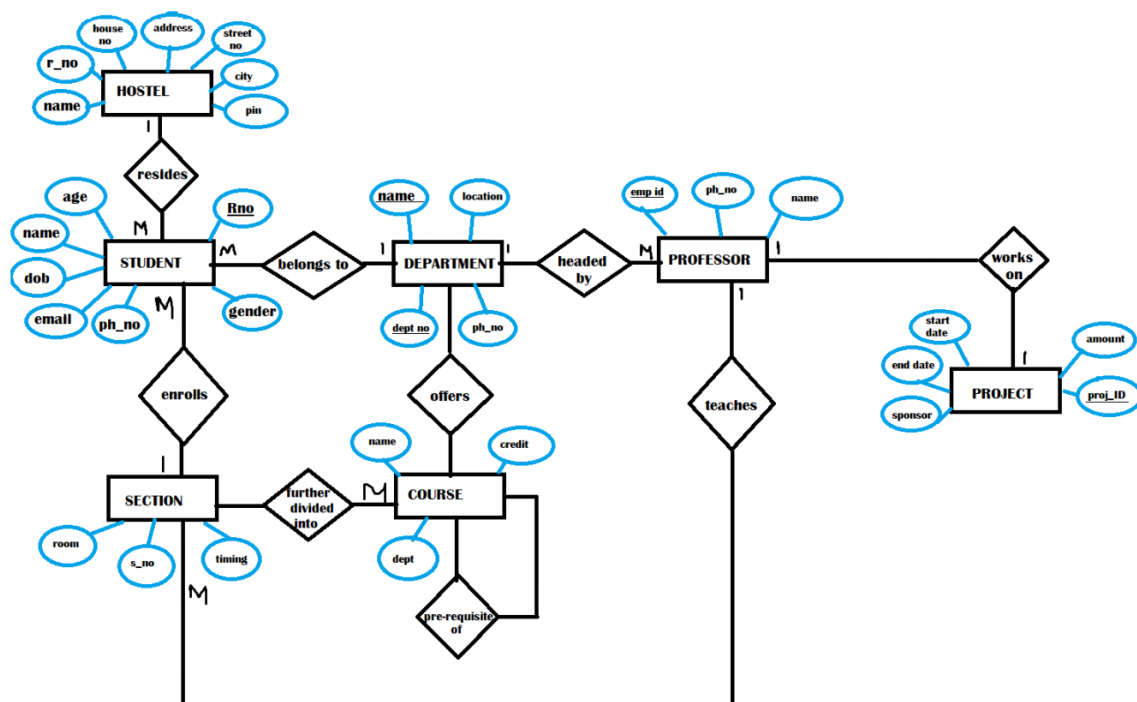 house
no
address
street
no
r_no
city
HOSTEL
name
pin
1
resides
age
Rno
name
M
M
STUDENT
dob
M
email
ph_no
gender
belongs to
name
location
1
1
DEPARTMENT
dept no
ph_no
headed
by
emp id
ph_no
name
M
1
PROFESSOR
1
works
on
start
date
1
amount
end date
PROJECT
proj_ID
sponsor
enrolls
offers
teaches
1
name
credit
SECTION
further
divided
into
M
COURSE
room
s_no
timing
dept
M
pre-requisite
of